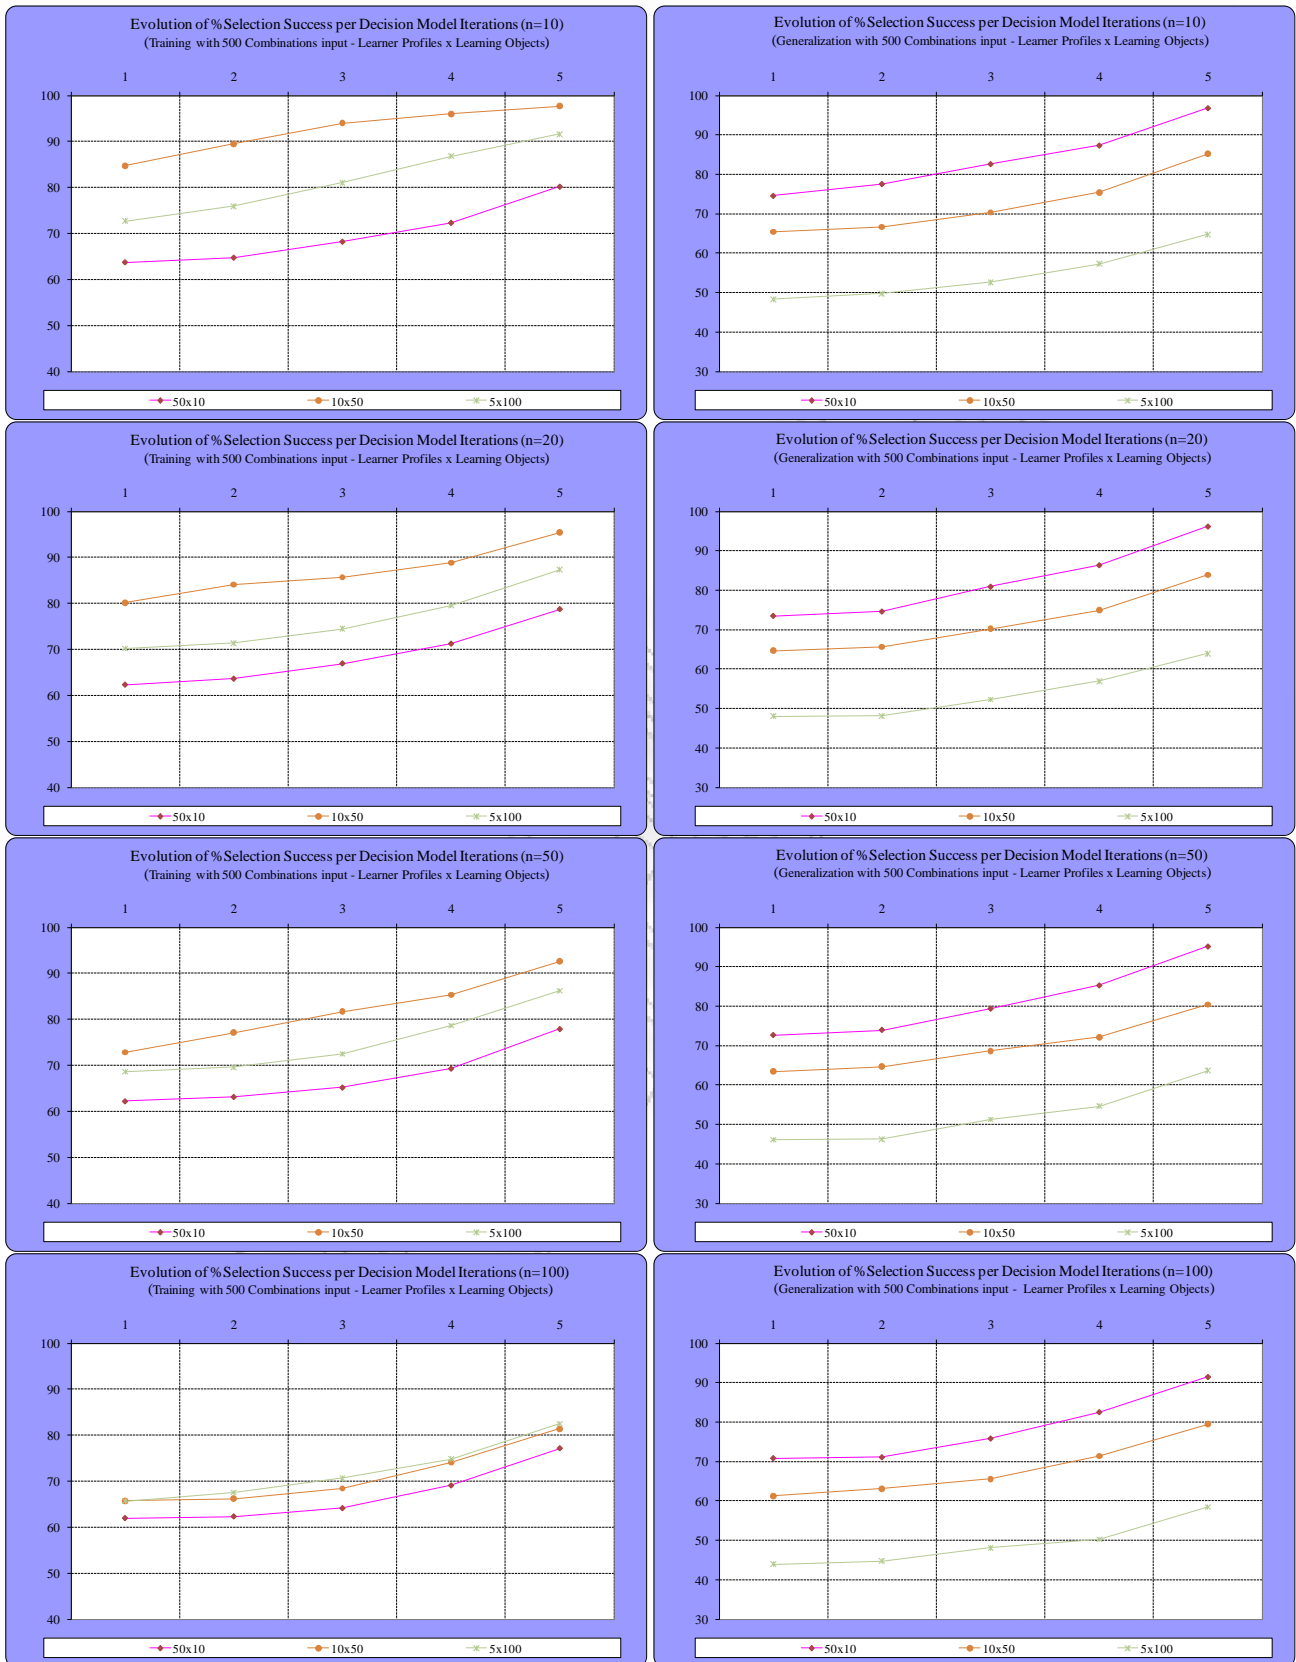 Evolution of %Selection Success per Decision Model Iterations (n=10)
(Training with 500 Combinations input - Learner Profiles x Learning Objects)
1 2 3 4 5
100
90
80
70
60
50
40
50x10 10x50 5x100
Evolution of %Selection Success per Decision Model Iterations (n=10)
(Generalization with 500 Combinations input - Learner Profiles x Learning Objects)
1 2 3 4 5
100
90
80
70
60
50
40
30
50x10 10x50 5x100
Evolution of %Selection Success per Decision Model Iterations (n=20)
(Training with 500 Combinations input - Learner Profiles x Learning Objects)
1 2 3 4 5
100
90
80
70
60
50
40
50x10 10x50 5x100
Evolution of %Selection Success per Decision Model Iterations (n=20)
(Generalization with 500 Combinations input - Learner Profiles x Learning Objects)
1 2 3 4 5
100
90
80
70
60
50
40
30
50x10 10x50 5x100
Evolution of %Selection Success per Decision Model Iterations (n=50)
(Training with 500 Combinations input - Learner Profiles x Learning Objects)
1 2 3 4 5
100
90
80
70
60
50
40
50x10 10x50 5x100
Evolution of %Selection Success per Decision Model Iterations (n=50)
(Generalization with 500 Combinations input - Learner Profiles x Learning Objects)
1 2 3 4 5
100
90
80
70
60
50
40
30
50x10 10x50 5x100
Evolution of %Selection Success per Decision Model Iterations (n=100)
(Training with 500 Combinations input - Learner Profiles x Learning Objects)
1 2 3 4 5
100
90
80
70
60
50
40
50x10 10x50 5x100
Evolution of %Selection Success per Decision Model Iterations (n=100)
(Generalization with 500 Combinations input - Learner Profiles x Learning Objects)
1 2 3 4 5
100
90
80
70
60
50
40
30
50x10 10x50 5x100